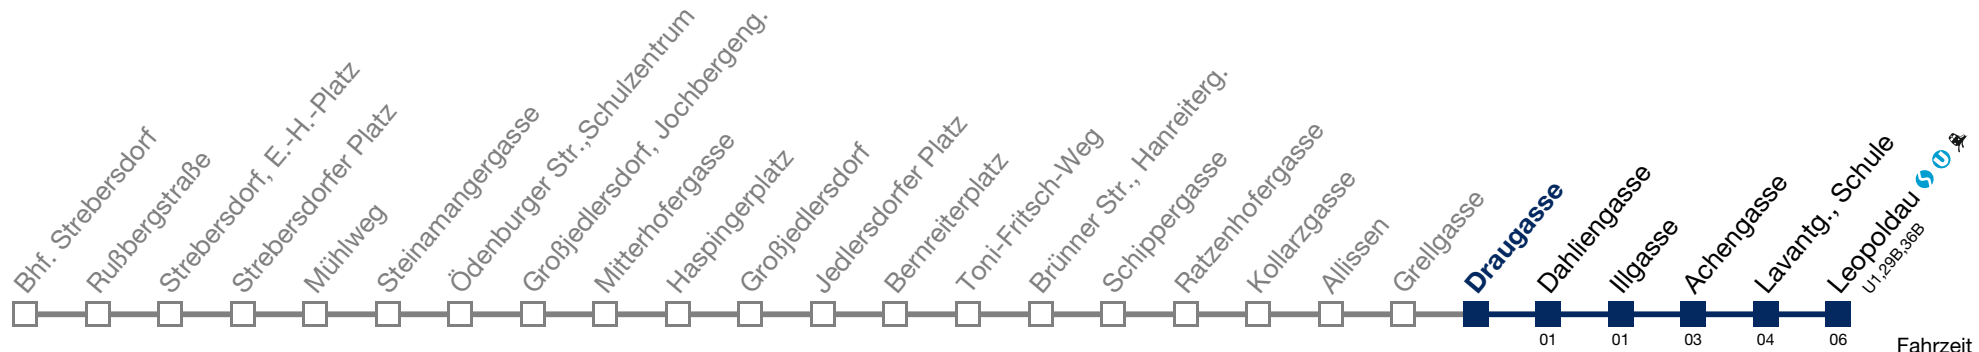 Bhf. Strebersdorf
Rußbergstraße
Strebersdorf, E.-H.-Platz
Strebersdorfer Platz
Mühlweg
Steinamangergasse
Ödenburger Str.,Schulzentrum
Großjedlersdorf, Jochbergeng.
Mitterhofergasse
Haspingerplatz
Großjedlersdorf
Jedlersdorfer Platz
Bernreiterplatz
Toni-Fritsch-Weg
Brünner Str., Hanreiterg.
Schippergasse
Ratzenhofergasse
Kollarzgasse
Allissen
Grellgasse
Draugasse
Dahliengasse
Illgasse
Achengasse
Lavantg., Schule
Leopoldau S U
U1,29B,36B
01 01 03 04 06 Fahrzeit